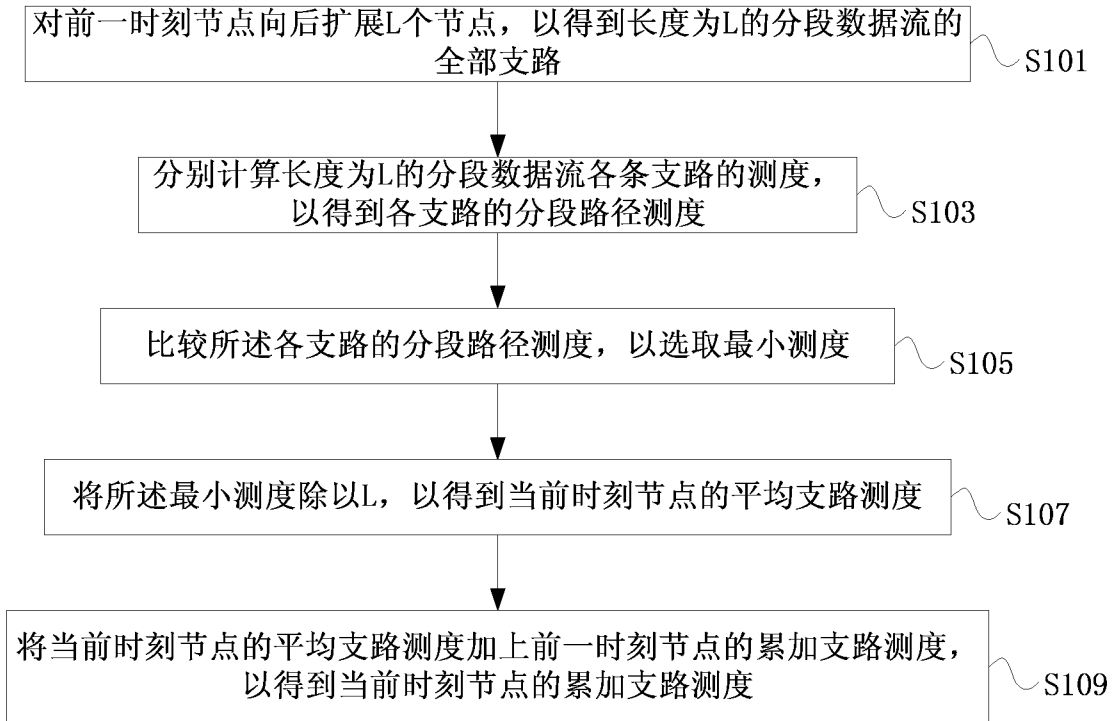 对前一时刻节点向后扩展L个节点，以得到长度为L的分段数据流的
全部支路
S101
分别计算长度为L的分段数据流各条支路的测度，
以得到各支路的分段路径测度
S103
比较所述各支路的分段路径测度，以选取最小测度
S105
将所述最小测度除以L，以得到当前时刻节点的平均支路测度
S107
将当前时刻节点的平均支路测度加上前一时刻节点的累加支路测度，
以得到当前时刻节点的累加支路测度
S109